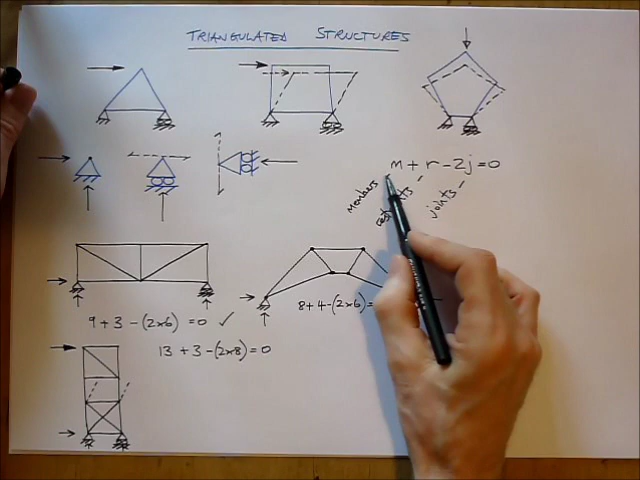 TRIANGULATED STRUCTURES
m + r - 2j = 0
members
joints
9 + 3 - (2x6) = 0 ✓
8 + 4 - (2x6) =
13 + 3 - (2x8) = 0